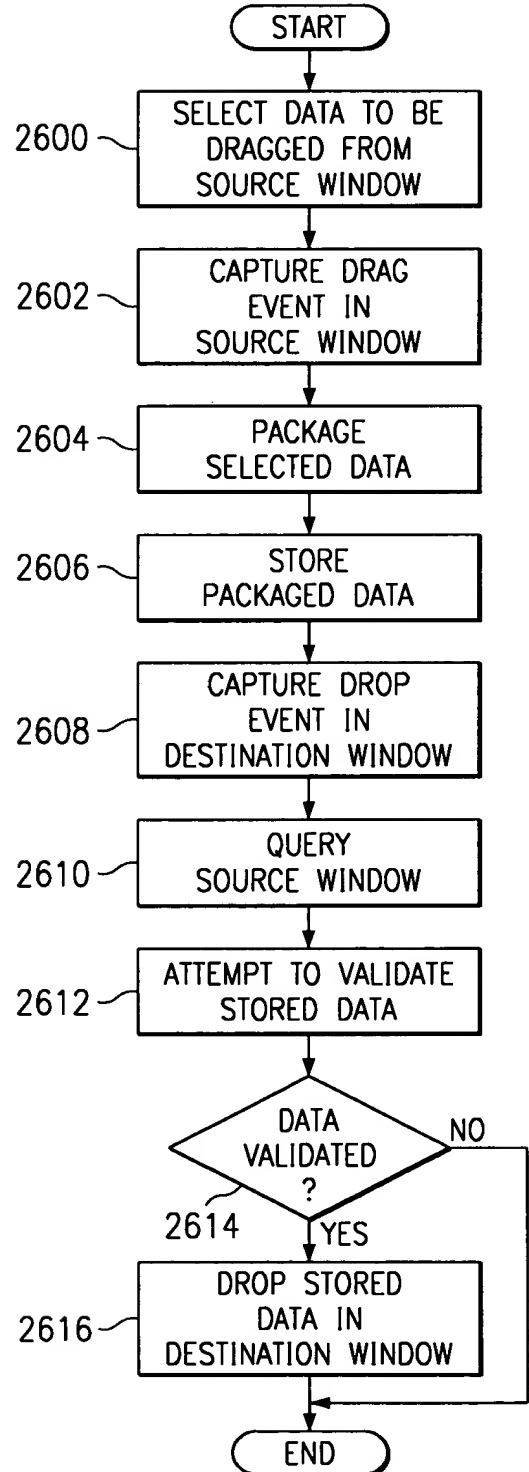 START
2600
SELECT DATA TO BE
DRAGGED FROM
SOURCE WINDOW
2602
CAPTURE DRAG
EVENT IN
SOURCE WINDOW
2604
PACKAGE
SELECTED DATA
2606
STORE
PACKAGED DATA
2608
CAPTURE DROP
EVENT IN
DESTINATION WINDOW
2610
QUERY
SOURCE WINDOW
2612
ATTEMPT TO VALIDATE
STORED DATA
DATA
VALIDATED
?
NO
2614
YES
2616
DROP STORED
DATA IN
DESTINATION WINDOW
END